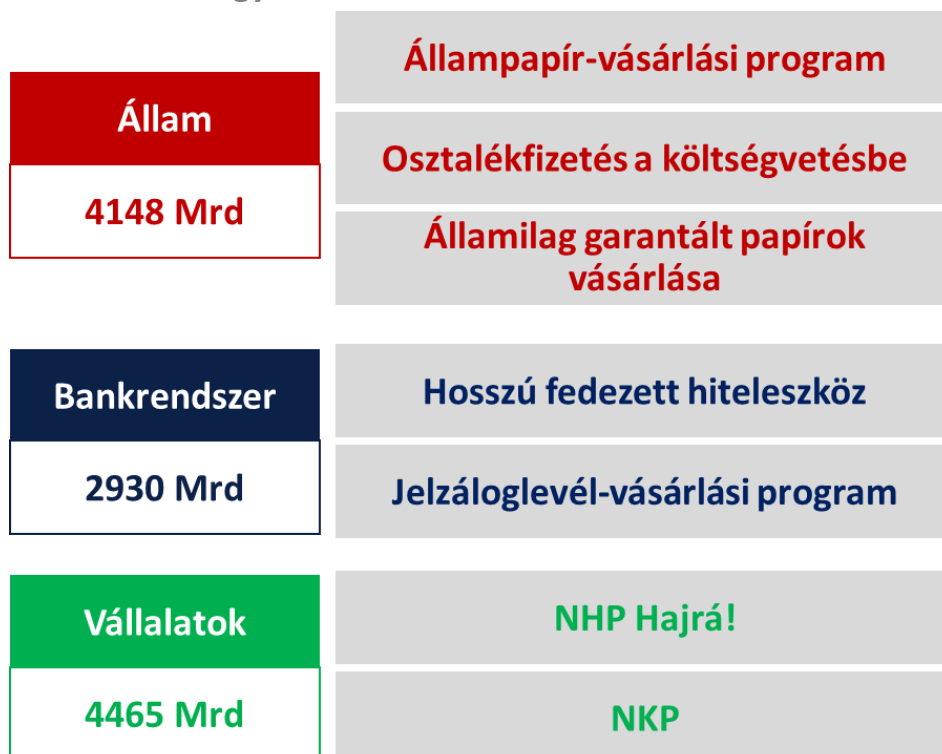 Állam
4148 Mrd
Állampapír-vásárlási program
Osztalékfizetés a költségvetésbe
Államilag garantált papírok
vásárlása
Bankrendszer
2930 Mrd
Hosszú fedezett hiteleszköz
Jelzáloglevél-vásárlási program
Vállalatok
4465 Mrd
NHP Hajrá!
NKP